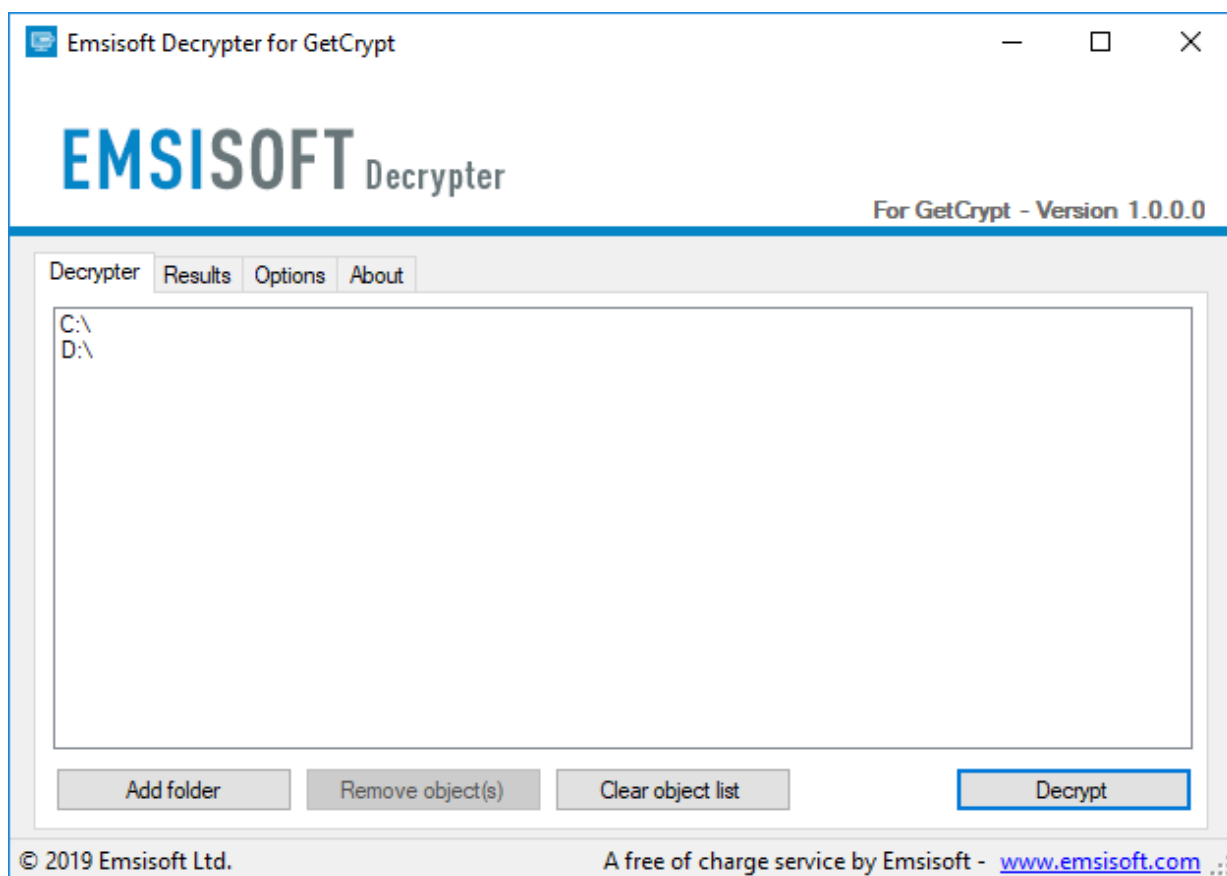 Emsisoft Decrypter for GetCrypt
EMSISOFT Decrypter
For GetCrypt - Version 1.0.0.0
Decrypter Results Options About
C:\
D:\
Add folder Remove object(s) Clear object list Decrypt
© 2019 Emsisoft Ltd. A free of charge service by Emsisoft - www.emsisoft.com